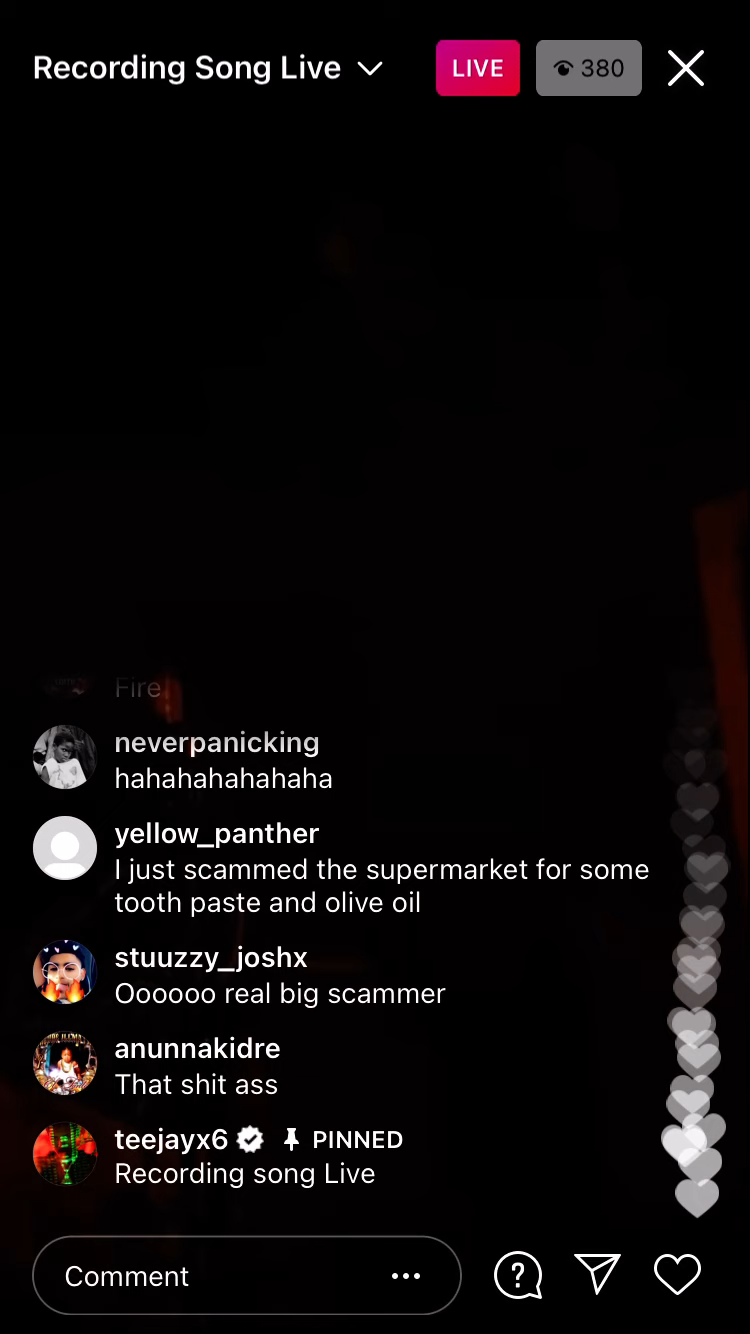 Recording Song Live
LIVE
380
Fire
neverpanicking
hahahahahahaha
yellow_panther
I just scammed the supermarket for some
tooth paste and olive oil
stuuzzy_joshx
Oooooo real big scammer
anunnakidre
That shit ass
teejayx6 PINNED
Recording song Live
Comment